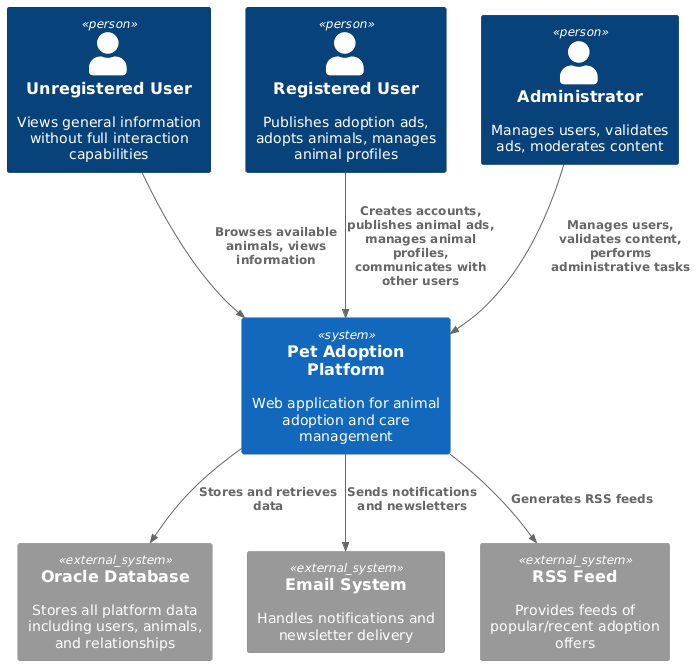 «person»
Unregistered User
Views general information
without full interaction
capabilities
«person»
Registered User
Publishes adoption ads,
adopts animals, manages
animal profiles
«person»
Administrator
Manages users, validates
ads, moderates content
Browses available
animals, views
information
Creates accounts,
publishes animal ads,
manages animal
profiles,
communicates with
other users
Manages users,
validates content,
performs
administrative tasks
«system»
Pet Adoption
Platform
Web application for animal
adoption and care
management
Stores and retrieves
data
Sends notifications
and newsletters
Generates RSS feeds
«external_system»
Oracle Database
Stores all platform data
including users, animals,
and relationships
«external_system»
Email System
Handles notifications and
newsletter delivery
«external_system»
RSS Feed
Provides feeds of
popular/recent adoption
offers